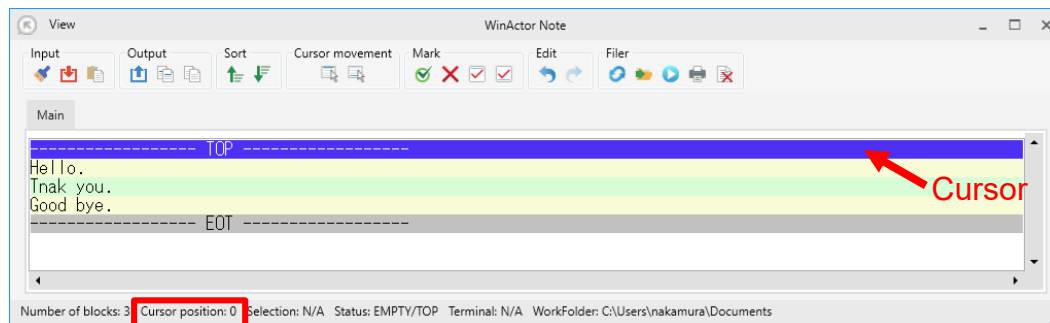 View
WinActor Note
Input Output Sort Cursor movement Mark Edit Filer
Main
------------------ TOP ------------------
Hello.
Tnak you.
Good bye.
------------------ EOT ------------------
Cursor
Number of blocks: 3 Cursor position: 0 Selection: N/A Status: EMPTY/TOP Terminal: N/A WorkFolder: C:\Users\nakamura\Documents